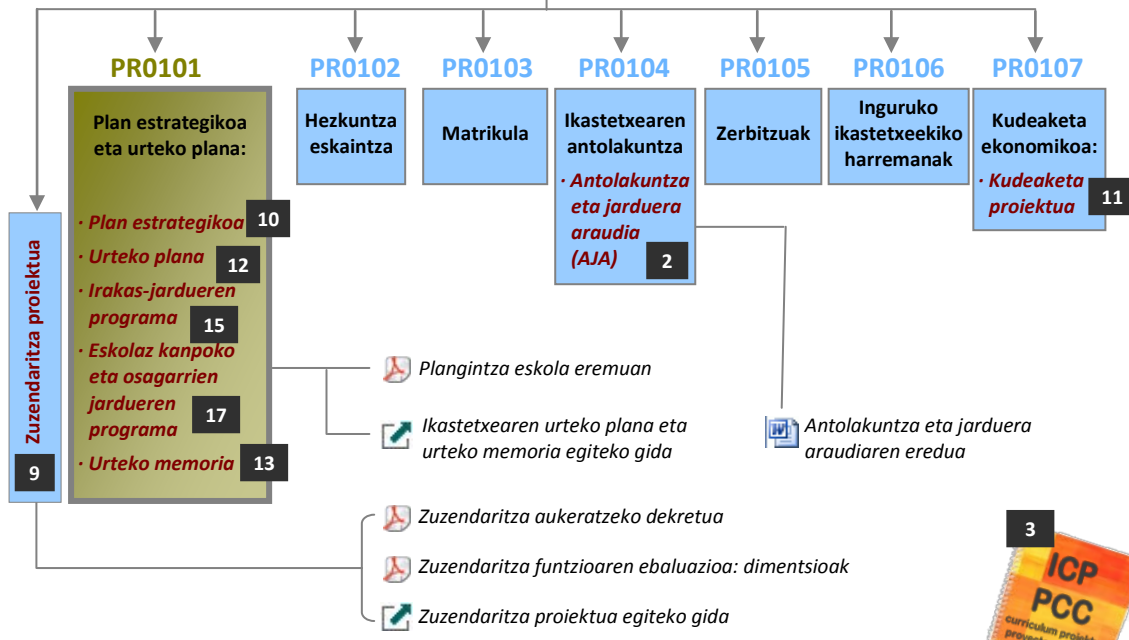 PR0101
PR0102
PR0103
PR0104
PR0105
PR0106
PR0107
Zuzendaritza proiektua
9
Plan estrategikoa
eta urteko plana:
· Plan estrategikoa 10
· Urteko plana 12
· Irakas-jardueren
programa 15
· Eskolaz kanpoko
eta osagarrien
jardueren
programa 17
· Urteko memoria 13
Hezkuntza
eskaintza
Matrikula
Ikastetxearen
antolakuntza
· Antolakuntza
eta jarduera
araudia
(AJA) 2
Zerbitzuak
Inguruko
ikastetxeekiko
harremanak
Kudeaketa
ekonomikoa:
· Kudeaketa
proiektua 11
Plangintza eskola eremuan
Ikastetxearen urteko plana eta
urteko memoria egiteko gida
Antolakuntza eta jarduera
araudiaren eredua
Zuzendaritza aukeratzeko dekretua
Zuzendaritza funtzioaren ebaluazioa: dimentsioak
Zuzendaritza proiektua egiteko gida
3
ICP
PCC
curriculum